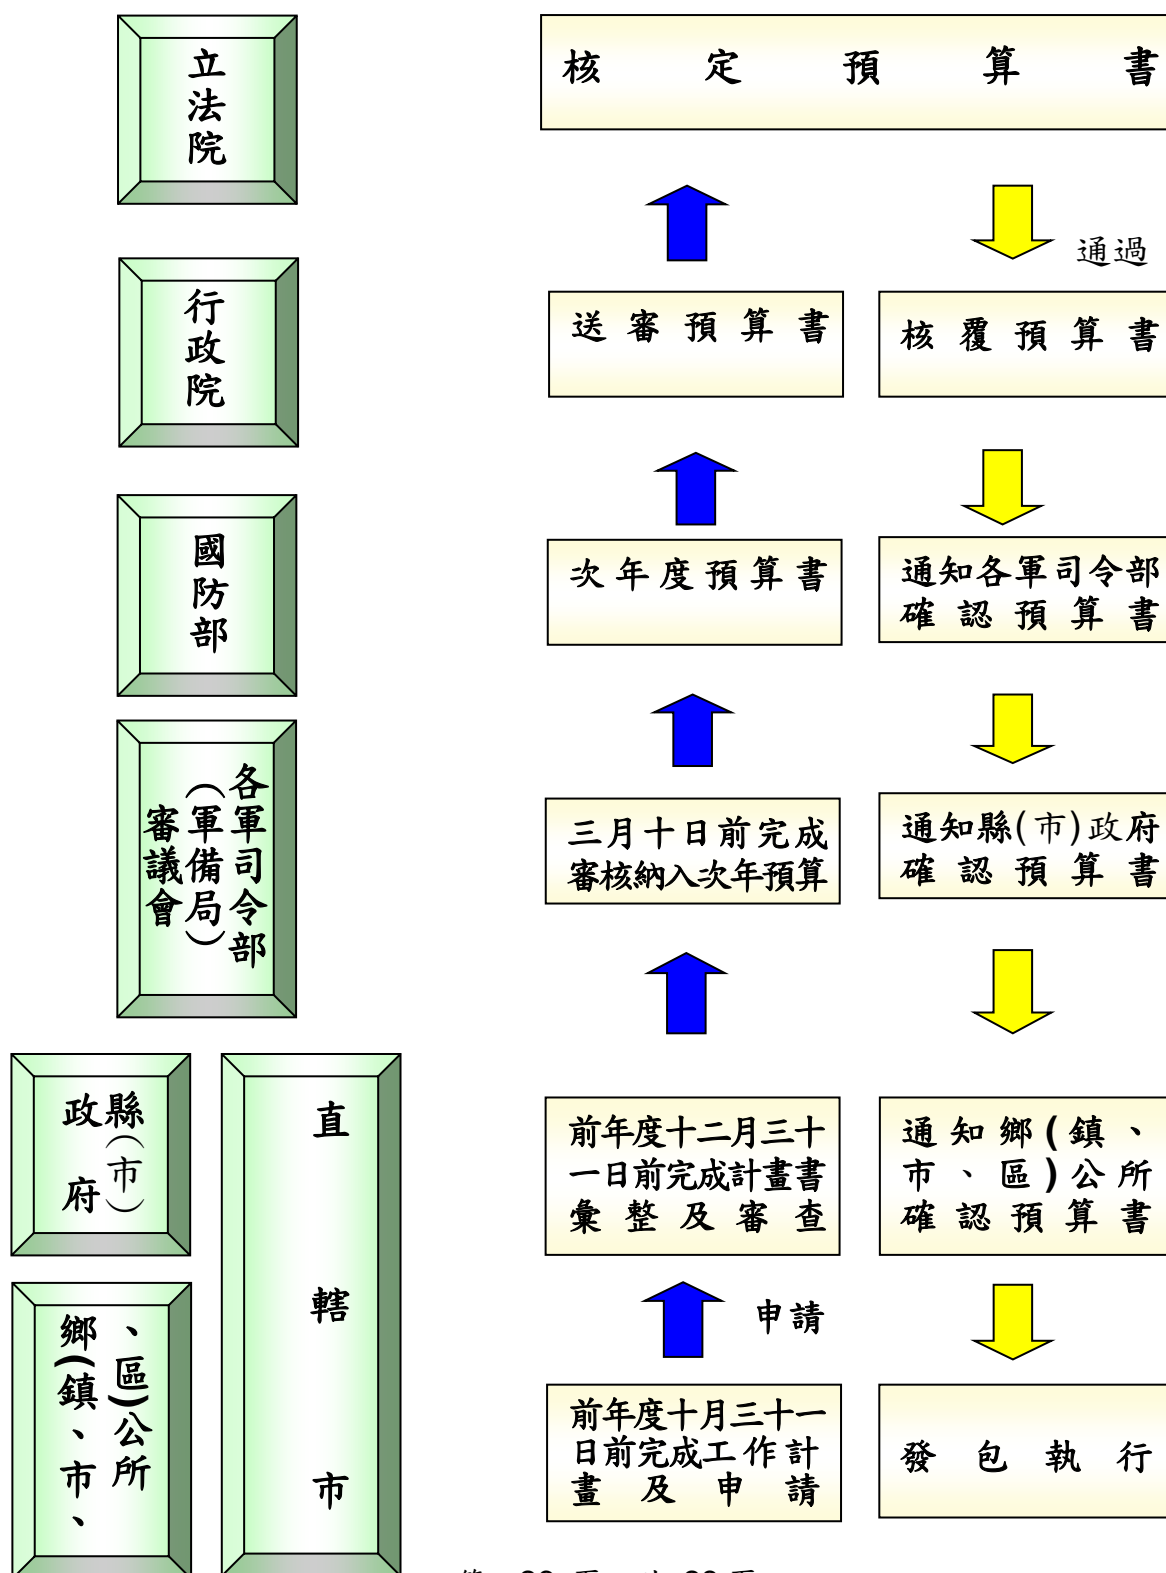 立法院
核定預算書
通過
行政院
送審預算書
核覆預算書
國防部
次年度預算書
通知各軍司令部
確認預算書
各軍司令部
(軍備局)
審議會
三月十日前完成
審核納入次年預算
通知縣(市)政府
確認預算書
縣(市)
政府
直轄市
前年度十二月三十
一日前完成計畫書
彙整及審查
通知鄉(鎮、
市、區)公所
確認預算書
申請
鄉(鎮、市、
、區)公所
前年度十月三十一
日前完成工作計
畫及申請
發包執行